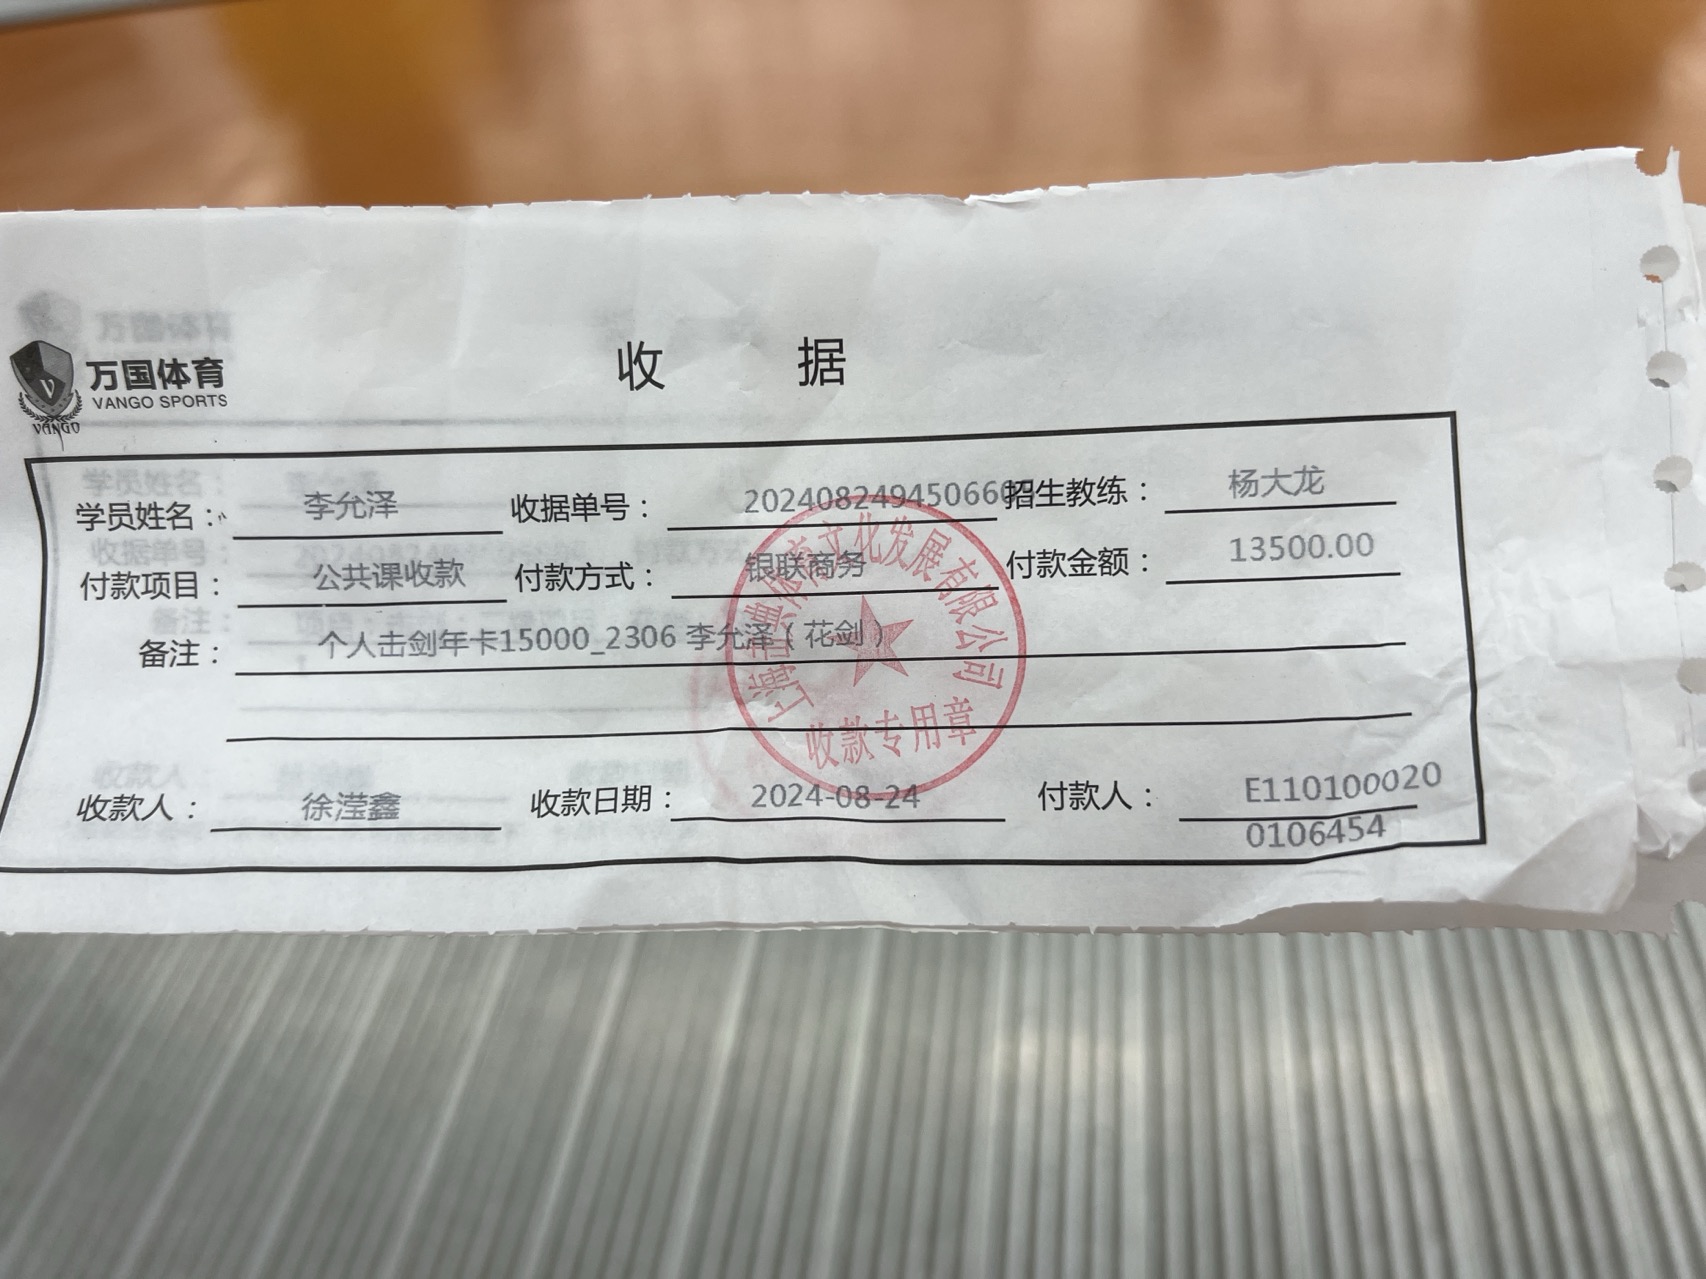 万国体育
VANGO SPORTS
VANGO
收 据
学员姓名： 李允泽 收据单号： 2024082494506605 招生教练： 杨大龙
付款项目： 公共课收款 付款方式： 银联商务 付款金额： 13500.00
备注： 个人击剑年卡15000_2306 李允泽（花剑）
收款人： 徐滢鑫 收款日期： 2024-08-24 付款人： E110100020
0106454
体育文化发展有限公司
收款专用章